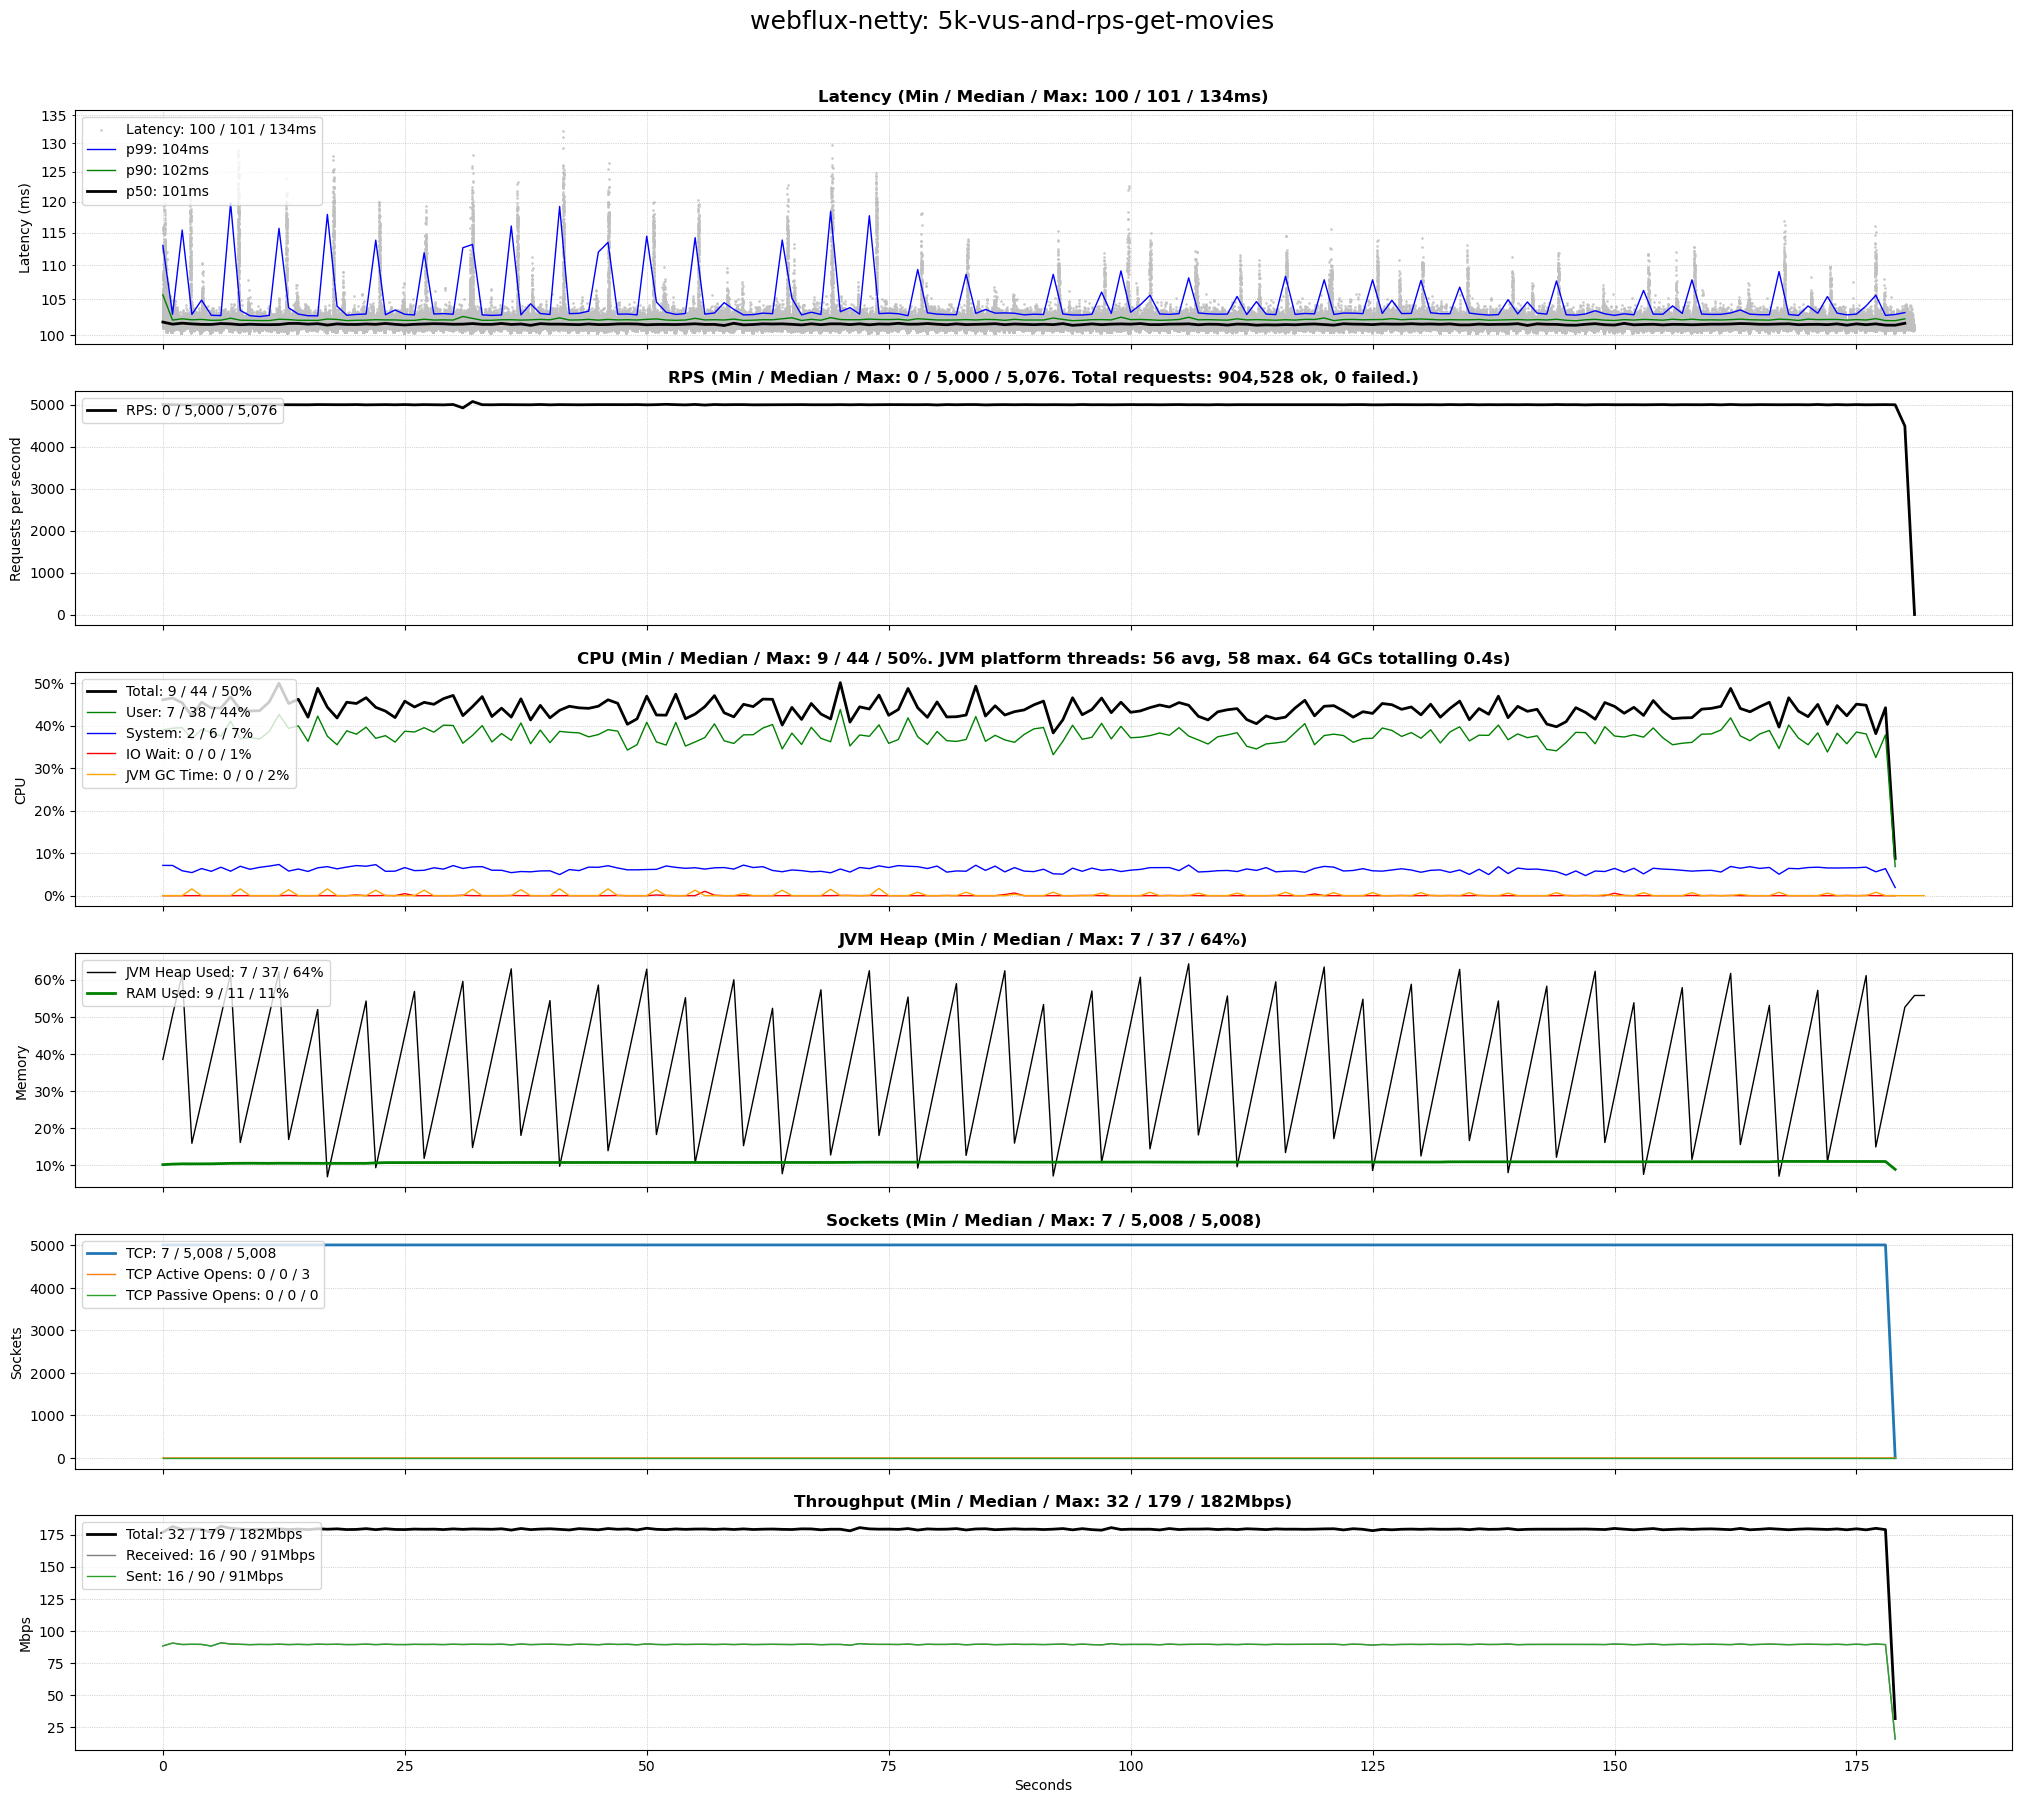 webflux-netty: 5k-vus-and-rps-get-movies
Latency (Min / Median / Max: 100 / 101 / 134ms)
Latency (ms)
135
130
125
120
115
110
105
100
Latency: 100 / 101 / 134ms
p99: 104ms
p90: 102ms
p50: 101ms
RPS (Min / Median / Max: 0 / 5,000 / 5,076. Total requests: 904,528 ok, 0 failed.)
Requests per second
5000
4000
3000
2000
1000
0
RPS: 0 / 5,000 / 5,076
CPU (Min / Median / Max: 9 / 44 / 50%. JVM platform threads: 56 avg, 58 max. 64 GCs totalling 0.4s)
CPU
50%
40%
30%
20%
10%
0%
Total: 9 / 44 / 50%
User: 7 / 38 / 44%
System: 2 / 6 / 7%
IO Wait: 0 / 0 / 1%
JVM GC Time: 0 / 0 / 2%
JVM Heap (Min / Median / Max: 7 / 37 / 64%)
Memory
60%
50%
40%
30%
20%
10%
JVM Heap Used: 7 / 37 / 64%
RAM Used: 9 / 11 / 11%
Sockets (Min / Median / Max: 7 / 5,008 / 5,008)
Sockets
5000
4000
3000
2000
1000
0
TCP: 7 / 5,008 / 5,008
TCP Active Opens: 0 / 0 / 3
TCP Passive Opens: 0 / 0 / 0
Throughput (Min / Median / Max: 32 / 179 / 182Mbps)
Mbps
175
150
125
100
75
50
25
Total: 32 / 179 / 182Mbps
Received: 16 / 90 / 91Mbps
Sent: 16 / 90 / 91Mbps
0 25 50 75 100 125 150 175
Seconds